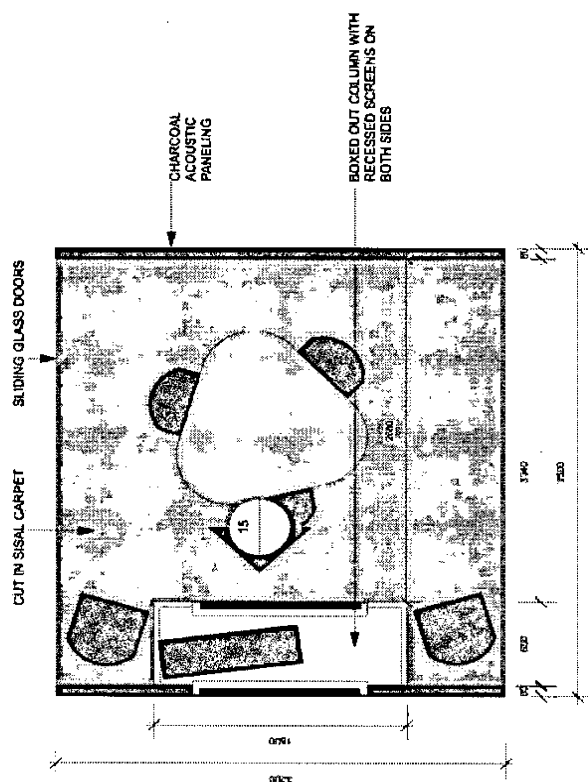 CUT IN SISAL CARPET
SLIDING GLASS DOORS
CHARCOAL
ACOUSTIC
PANELING
BOXED OUT COLUMN WITH
RECESSED SCREENS ON
BOTH SIDES
15
600
1800